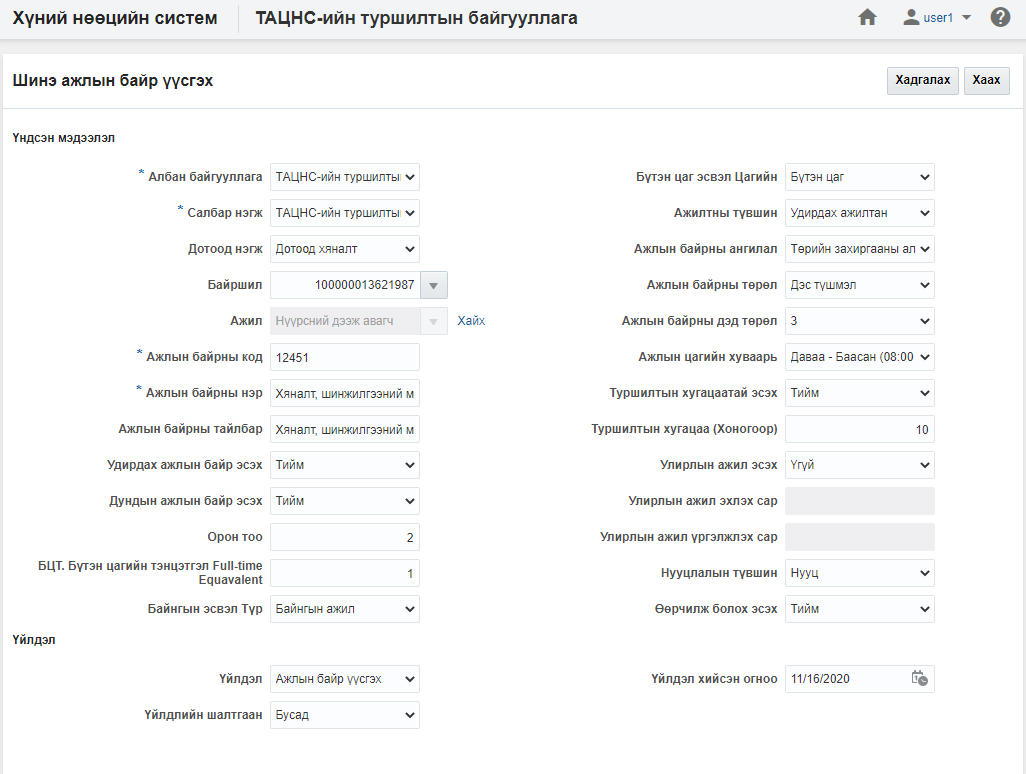 Хүний нөөцийн систем
ТАЦНС-ийн туршилтын байгууллага
user1
Шинэ ажлын байр үүсгэх
Хадгалах
Хаах
Үндсэн мэдээлэл
* Албан байгууллага
ТАЦНС-ийн туршилты
Бүтэн цаг эсвэл Цагийн
Бүтэн цаг
* Салбар нэгж
ТАЦНС-ийн туршилты
Ажилтны түвшин
Удирдах ажилтан
Дотоод нэгж
Дотоод хяналт
Ажлын байрны ангилал
Төрийн захиргааны ал
Байршил
100000013621987
Ажлын байрны төрөл
Дэс түшмэл
Ажил
Нүүрсний дээж авагч
Хайх
Ажлын байрны дэд төрөл
3
* Ажлын байрны код
12451
Ажлын цагийн хуваарь
Даваа - Баасан (08:00
* Ажлын байрны нэр
Хяналт, шинжилгээний м
Туршилтын хугацаатай эсэх
Тийм
Ажлын байрны тайлбар
Хяналт, шинжилгээний м
Туршилтын хугацаа (Хоногоор)
10
Удирдах ажлын байр эсэх
Тийм
Улирлын ажил эсэх
Үгүй
Дундын ажлын байр эсэх
Тийм
Улирлын ажил эхлэх сар
Орон тоо
2
Улирлын ажил үргэлжлэх сар
БЦТ. Бүтэн цагийн тэнцэтгэл Full-time
Equavalent
1
Нууцлалын түвшин
Нууц
Байнгын эсвэл Түр
Байнгын ажил
Өөрчилж болох эсэх
Тийм
Үйлдэл
Үйлдэл
Ажлын байр үүсгэх
Үйлдэл хийсэн огноо
11/16/2020
Үйлдлийн шалтгаан
Бусад